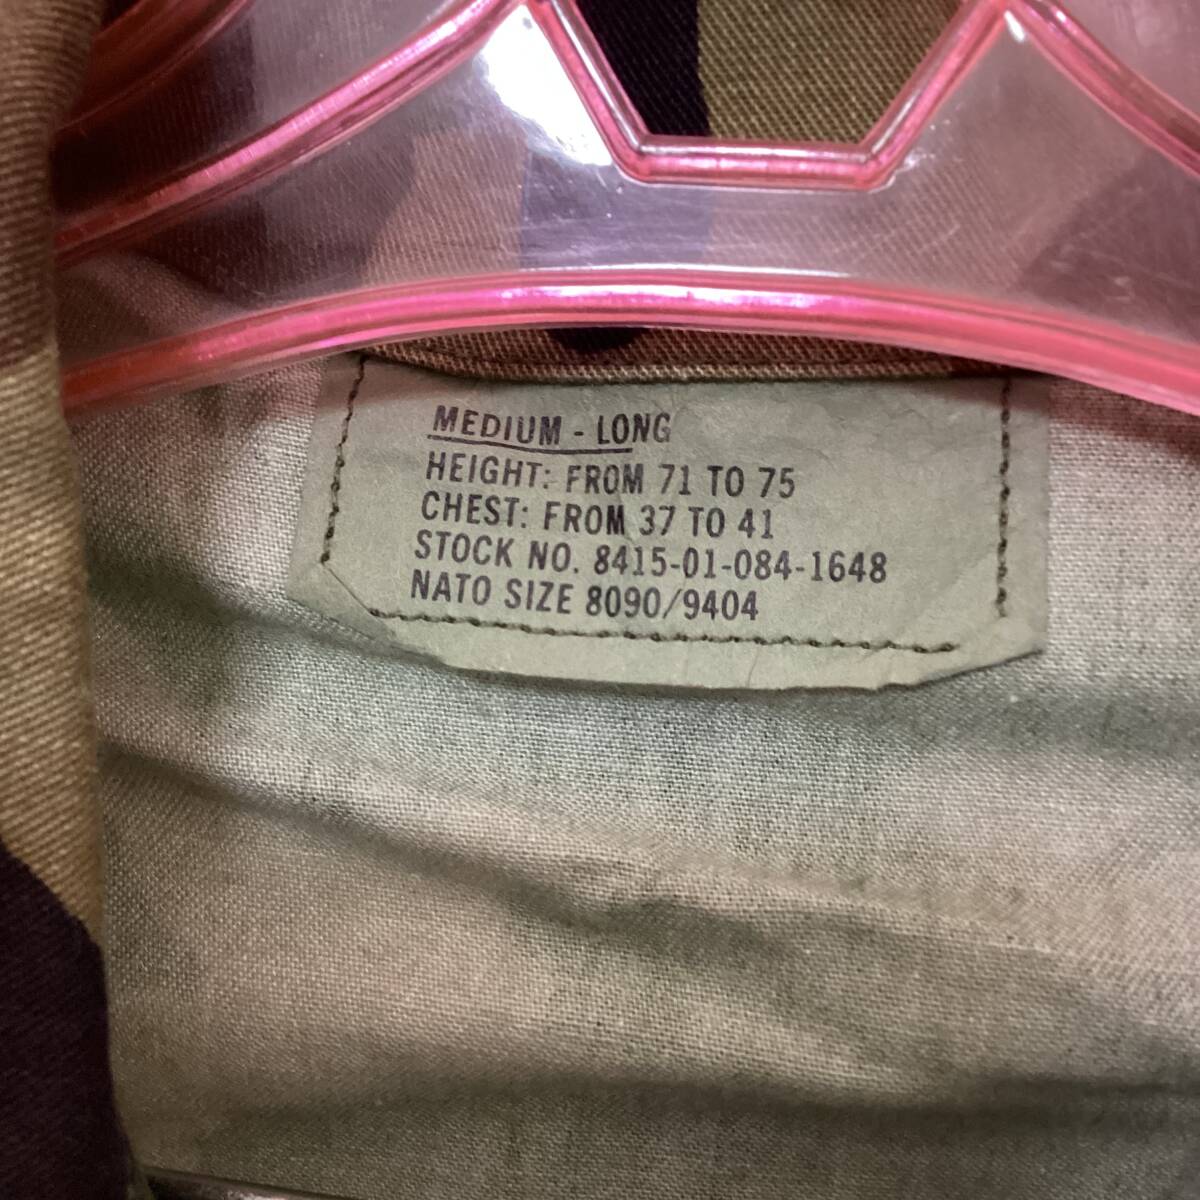 MEDIUM - LONG
HEIGHT: FROM 71 TO 75
CHEST: FROM 37 TO 41
STOCK NO. 8415-01-084-1648
NATO SIZE 8090/9404